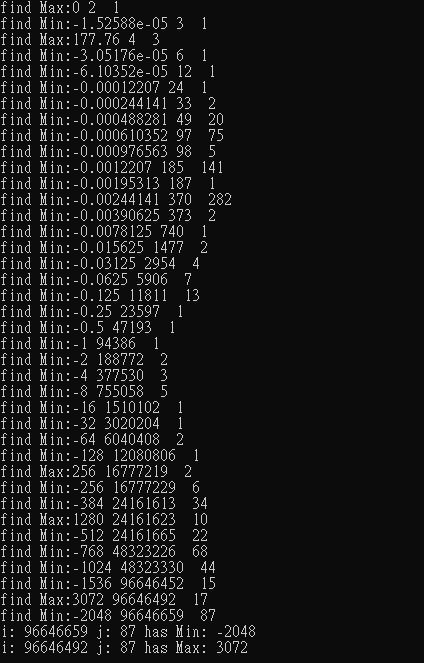 find Max:0 2  1
find Min:-1.52588e-05 3  1
find Max:177.76 4  3
find Min:-3.05176e-05 6  1
find Min:-6.10352e-05 12  1
find Min:-0.00012207 24  1
find Min:-0.000244141 33  2
find Min:-0.000488281 49  20
find Min:-0.000610352 97  75
find Min:-0.000976563 98  5
find Min:-0.0012207 185  141
find Min:-0.00195313 187  1
find Min:-0.00244141 370  282
find Min:-0.00390625 373  2
find Min:-0.0078125 740  1
find Min:-0.015625 1477  2
find Min:-0.03125 2954  4
find Min:-0.0625 5906  7
find Min:-0.125 11811  13
find Min:-0.25 23597  1
find Min:-0.5 47193  1
find Min:-1 94386  1
find Min:-2 188772  2
find Min:-4 377530  3
find Min:-8 755058  5
find Min:-16 1510102  1
find Min:-32 3020204  1
find Min:-64 6040408  2
find Min:-128 12080806  1
find Max:256 16777219  2
find Min:-256 16777229  6
find Min:-384 24161613  34
find Max:1280 24161623  10
find Min:-512 24161665  22
find Min:-768 48323226  68
find Min:-1024 48323330  44
find Min:-1536 96646452  15
find Max:3072 96646492  17
find Min:-2048 96646659  87
i: 96646659 j: 87 has Min: -2048
i: 96646492 j: 87 has Max: 3072